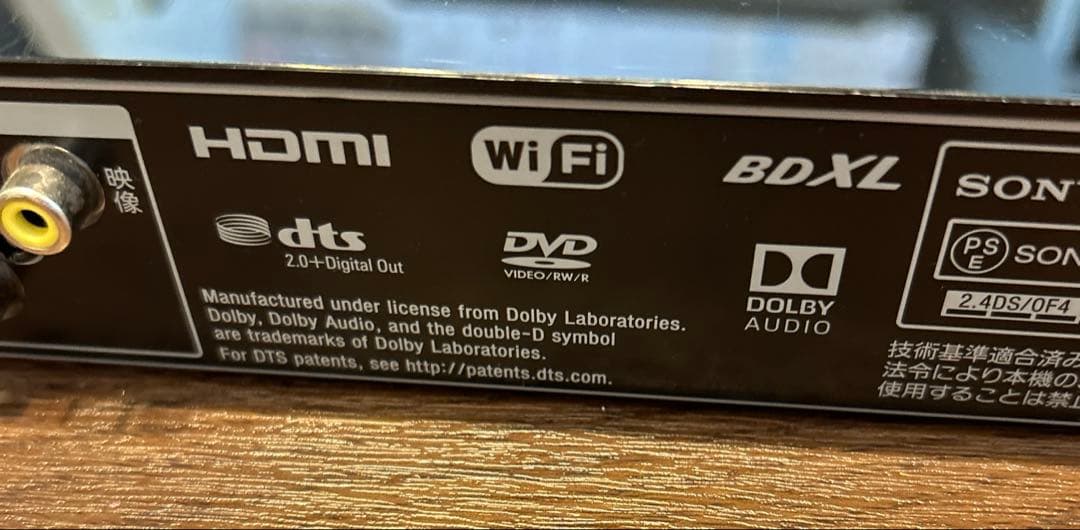 映像
HDMI
Wi Fi
BDXL
dts
2.0+Digital Out
DVD
VIDEO/RW/R
DOLBY
AUDIO
Manufactured under license from Dolby Laboratories.
Dolby, Dolby Audio, and the double-D symbol
are trademarks of Dolby Laboratories.
For DTS patents, see http://patents.dts.com.
SON
PSE SON
2.4DS/OF4
技術基準適合済み
法令により本機の
使用することは禁止